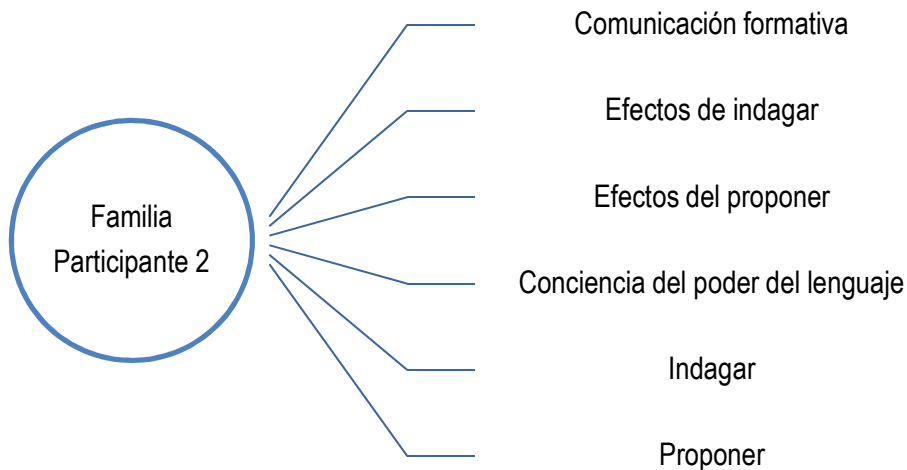 Familia
Participante 2
Comunicación formativa
Efectos de indagar
Efectos del proponer
Conciencia del poder del lenguaje
Indagar
Proponer